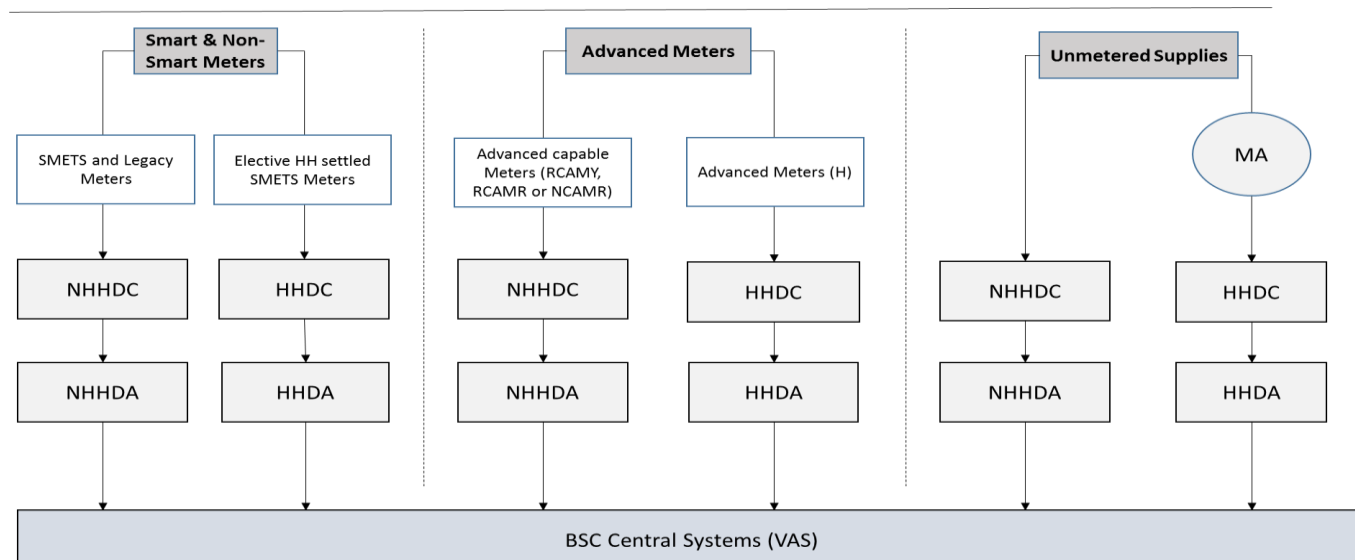 Smart & Non-
Smart Meters
Advanced Meters
Unmetered Supplies
SMETS and Legacy
Meters
Elective HH settled
SMETS Meters
Advanced capable
Meters (RCAMY,
RCAMR or NCAMR)
Advanced Meters (H)
MA
NHHDC
HHDC
NHHDC
HHDC
NHHDC
HHDC
NHHDA
HHDA
NHHDA
HHDA
NHHDA
HHDA
BSC Central Systems (VAS)